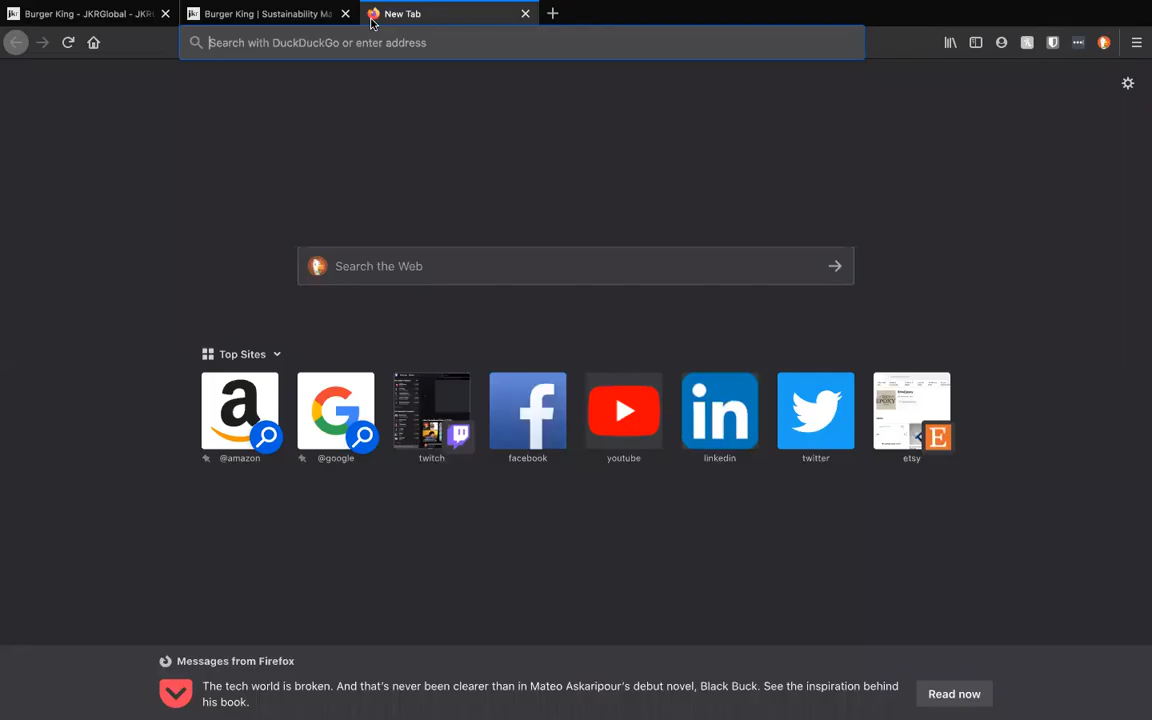 jkr Burger King - JKRGlobal - JKR
jkr Burger King | Sustainability Ma
New Tab
Search with DuckDuckGo or enter address
Search the Web
Top Sites
@amazon
@google
twitch
facebook
youtube
linkedin
twitter
etsy
Messages from Firefox
The tech world is broken. And that's never been clearer than in Mateo Askaripour's debut novel, Black Buck. See the inspiration behind
his book.
Read now